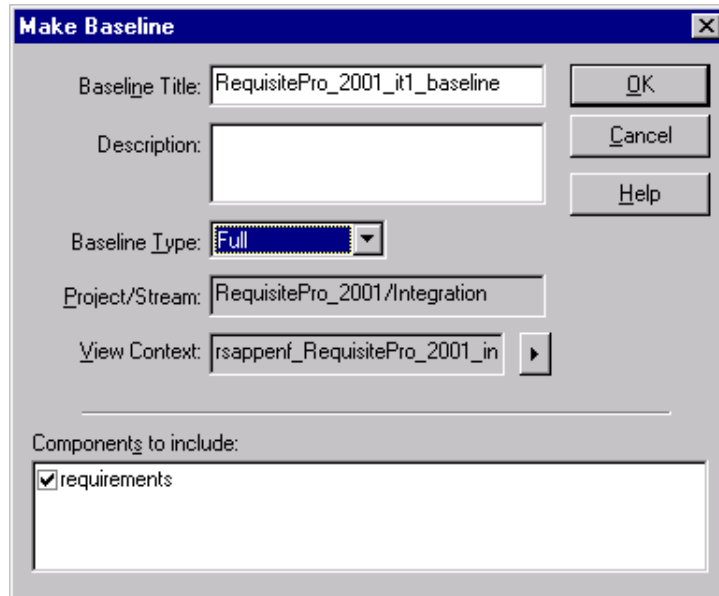 Make Baseline
Baseline Title: RequisitePro_2001_it1_baseline
OK
Description:
Cancel
Help
Baseline Type: Full
Project/Stream: RequisitePro_2001/Integration
View Context: rsappenf_RequisitePro_2001_in
Components to include:
requirements